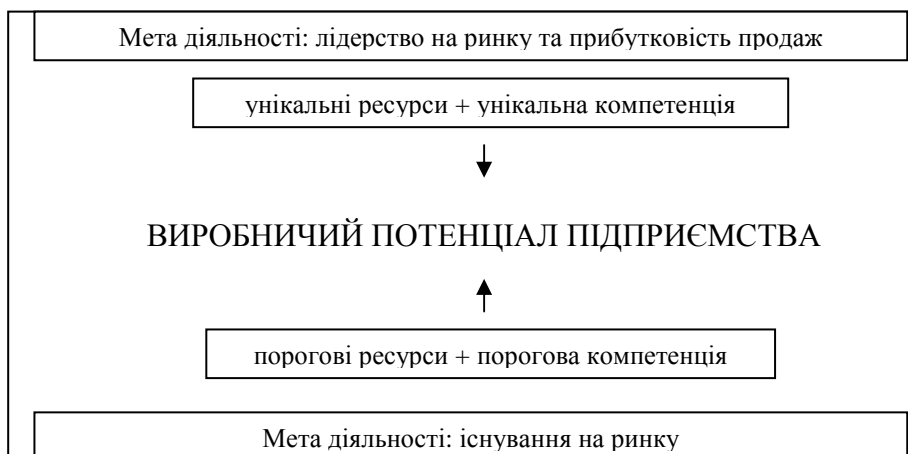 Мета діяльності: лідерство на ринку та прибутковість продаж
унікальні ресурси + унікальна компетенція
ВИРОБНИЧИЙ ПОТЕНЦІАЛ ПІДПРИЄМСТВА
порогові ресурси + порогова компетенція
Мета діяльності: існування на ринку